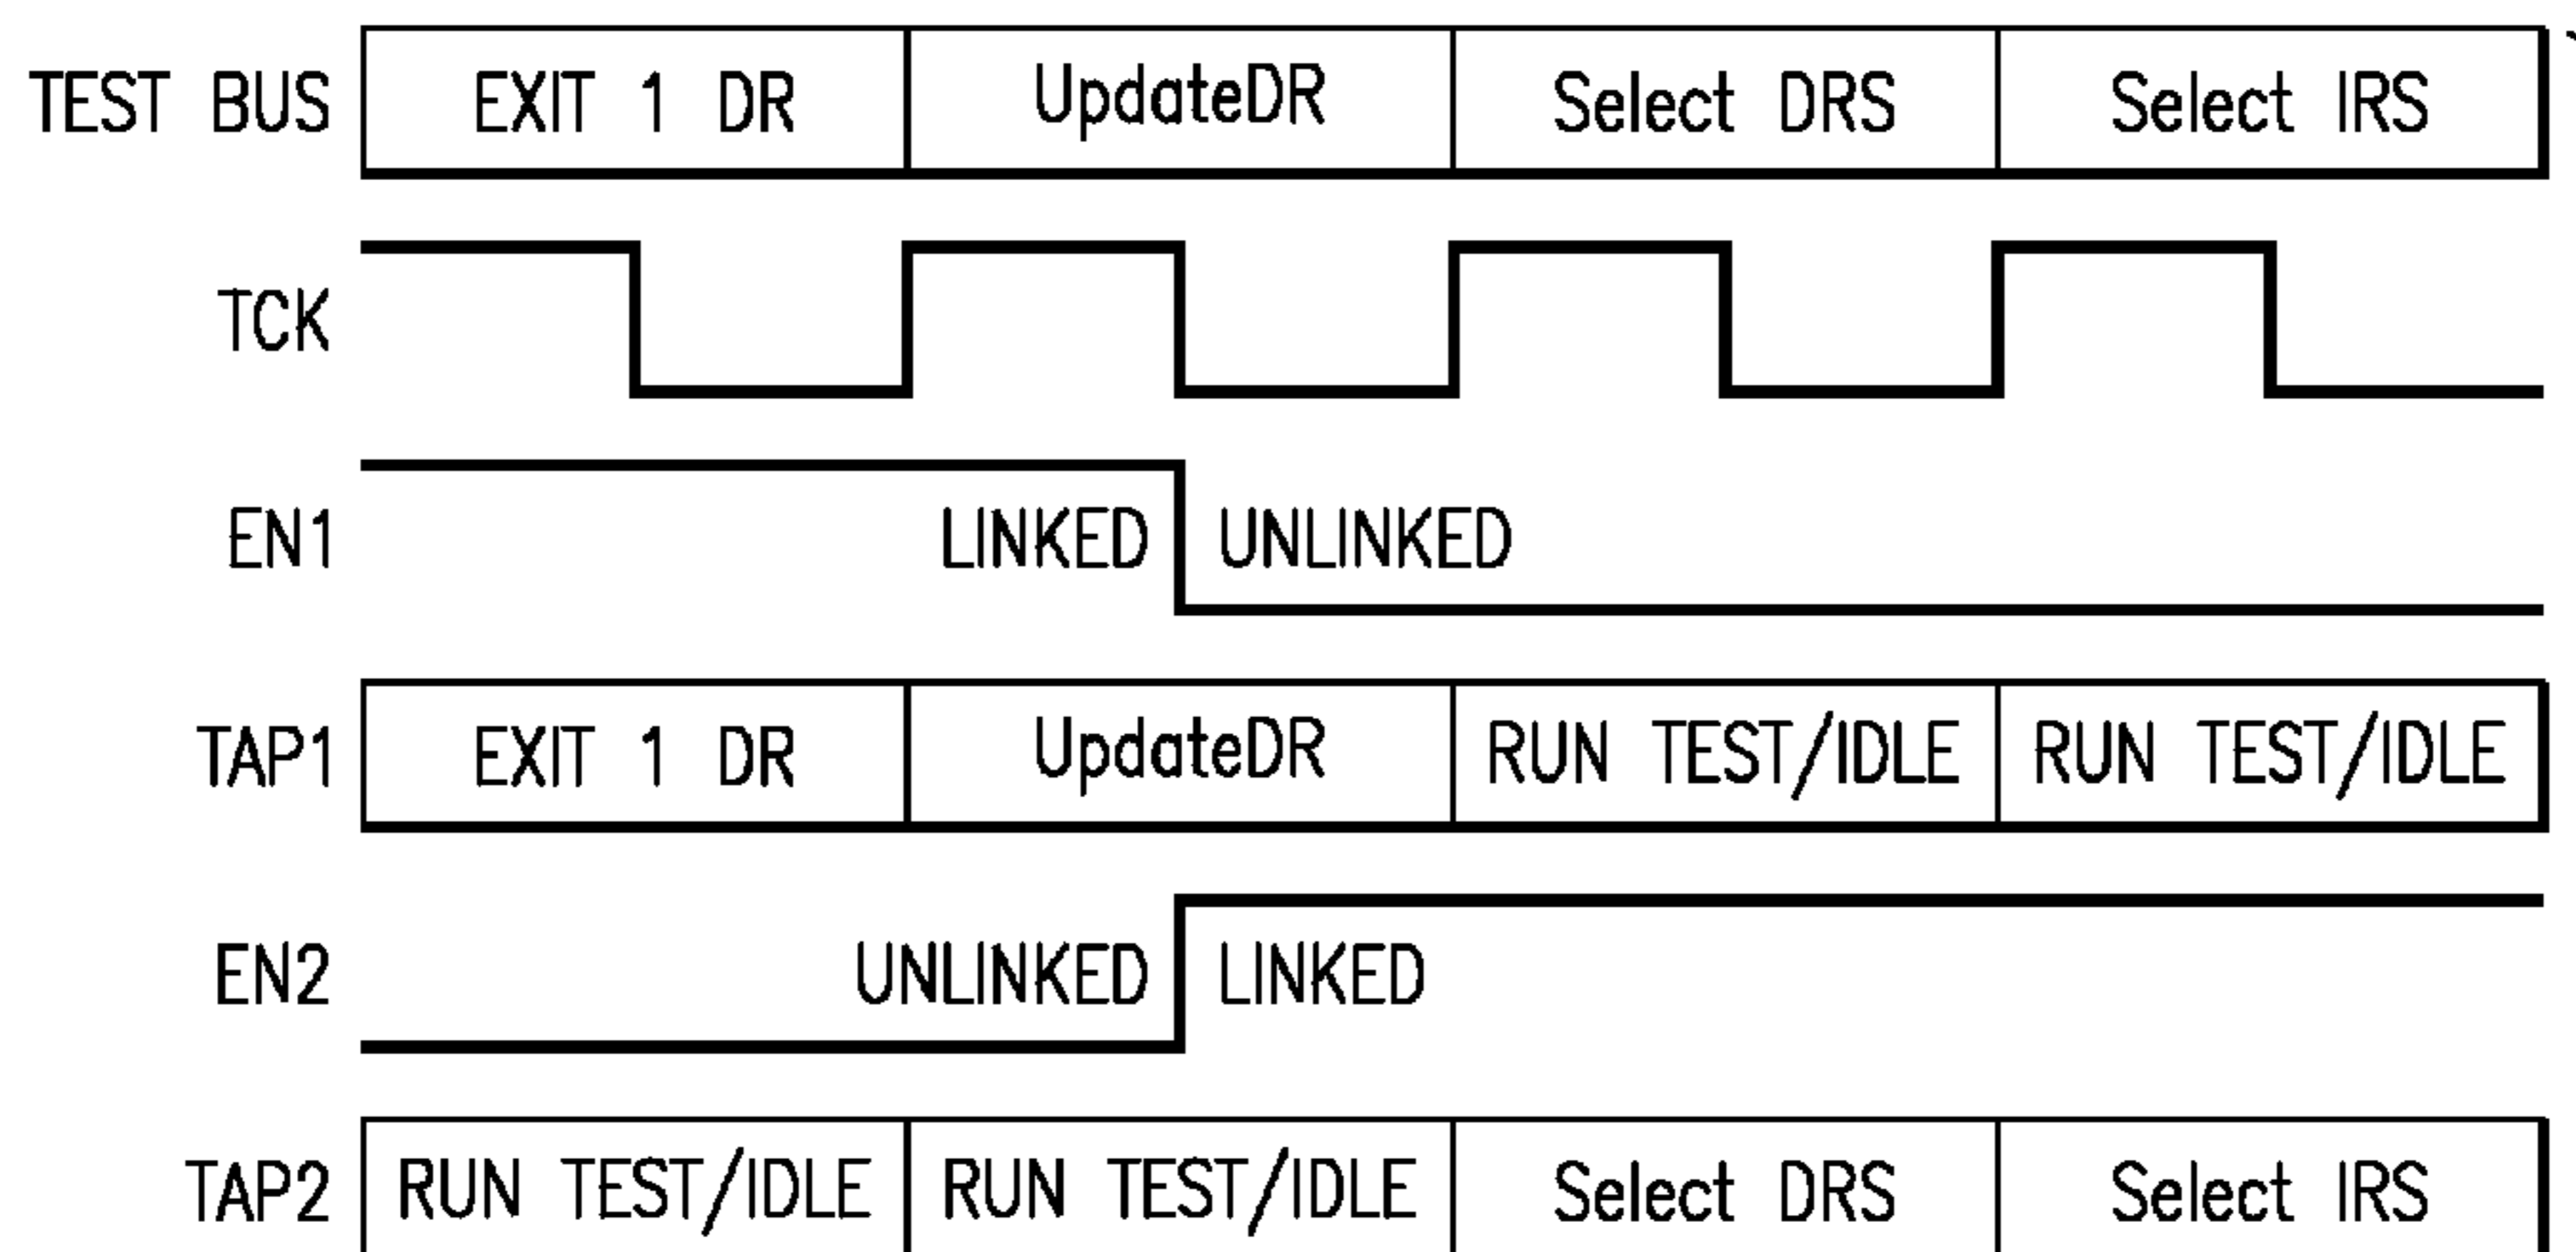 TEST BUS EXIT 1 DR UpdateDR Select DRS Select IRS
TCK
EN1 LINKED UNLINKED
TAP1 EXIT 1 DR UpdateDR RUN TEST/IDLE RUN TEST/IDLE
EN2 UNLINKED LINKED
TAP2 RUN TEST/IDLE RUN TEST/IDLE Select DRS Select IRS